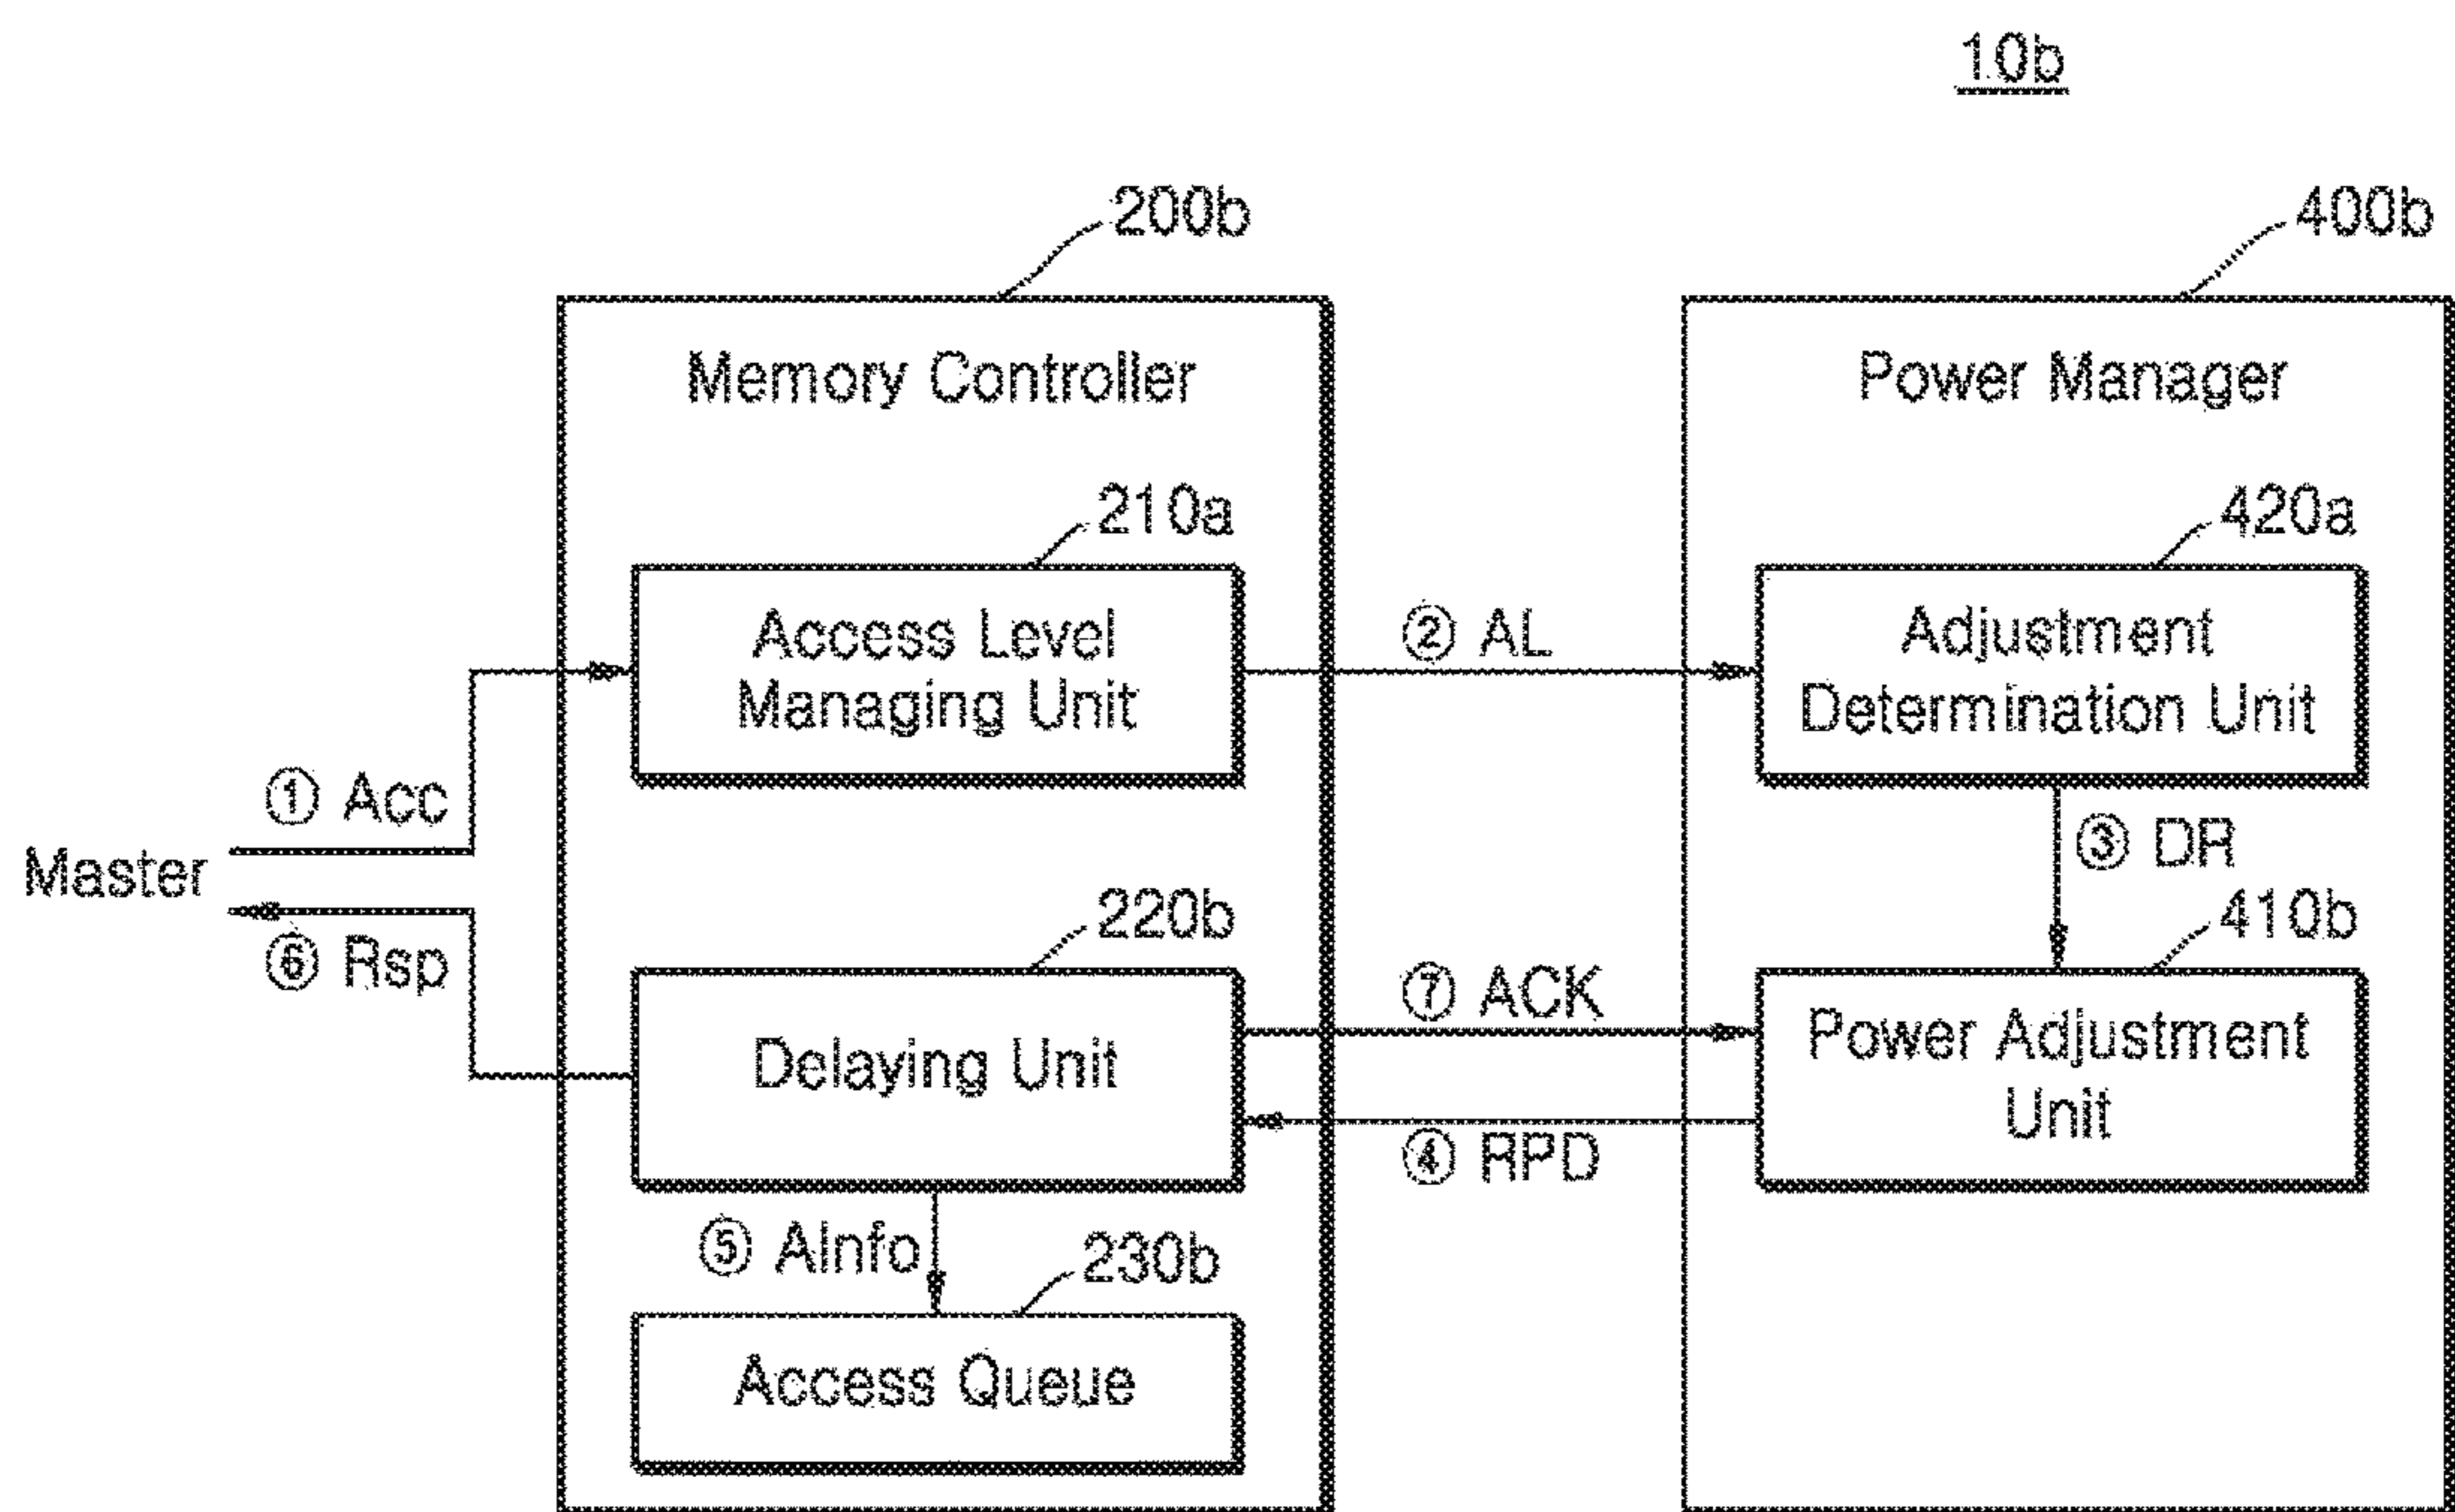 10b
200b
400b
Memory Controller
Power Manager
210a
420a
Access Level
Managing Unit
② AL
Adjustment
Determination Unit
① Acc
Master
③ DR
⑥ Rsp
220b
410b
Delaying Unit
⑦ ACK
④ RPD
Power Adjustment
Unit
⑤ AInfo
230b
Access Queue